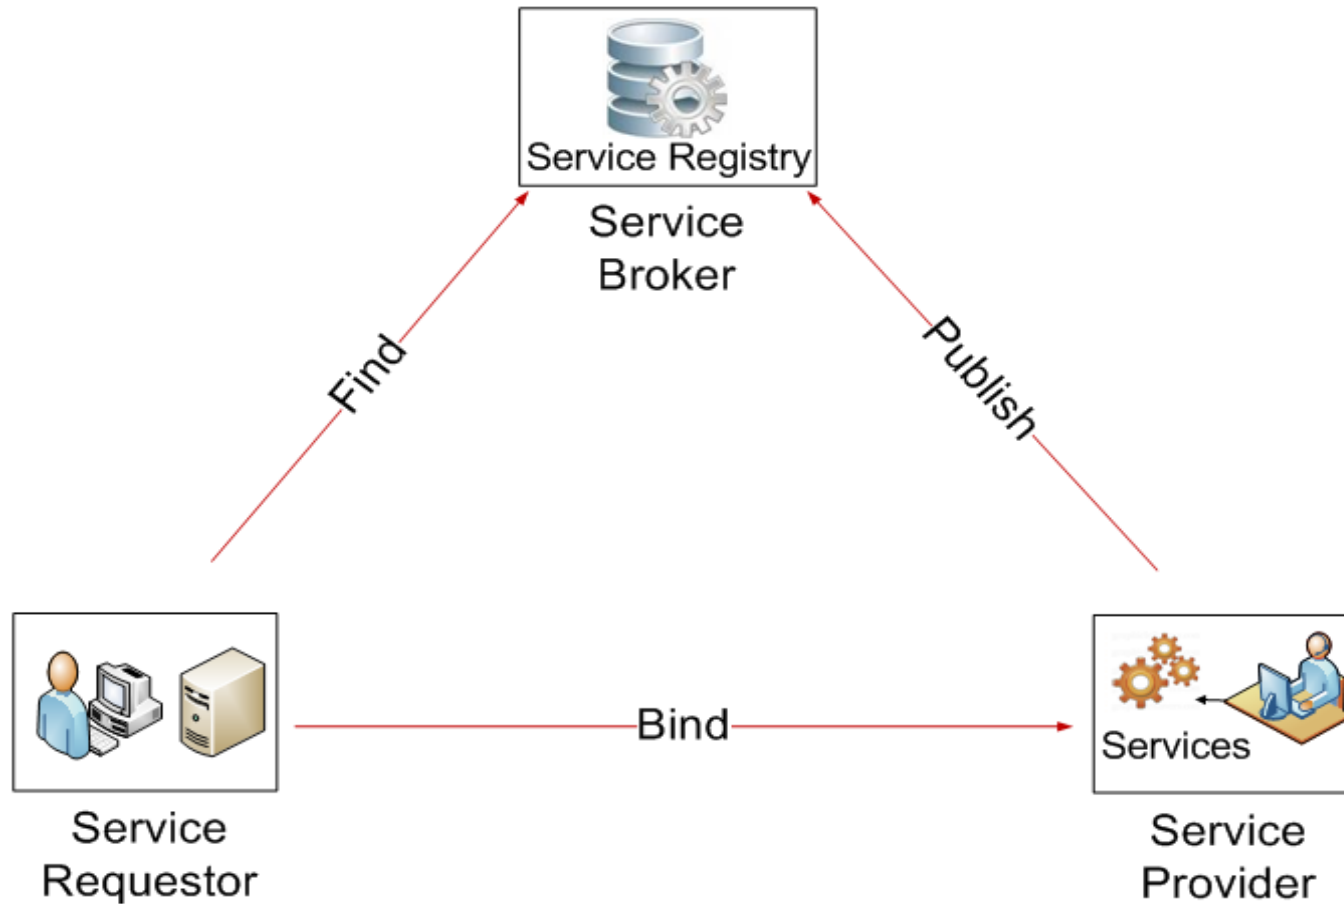 Service Registry
Service
Broker
Find
Publish
Bind
Services
Service
Requestor
Service
Provider